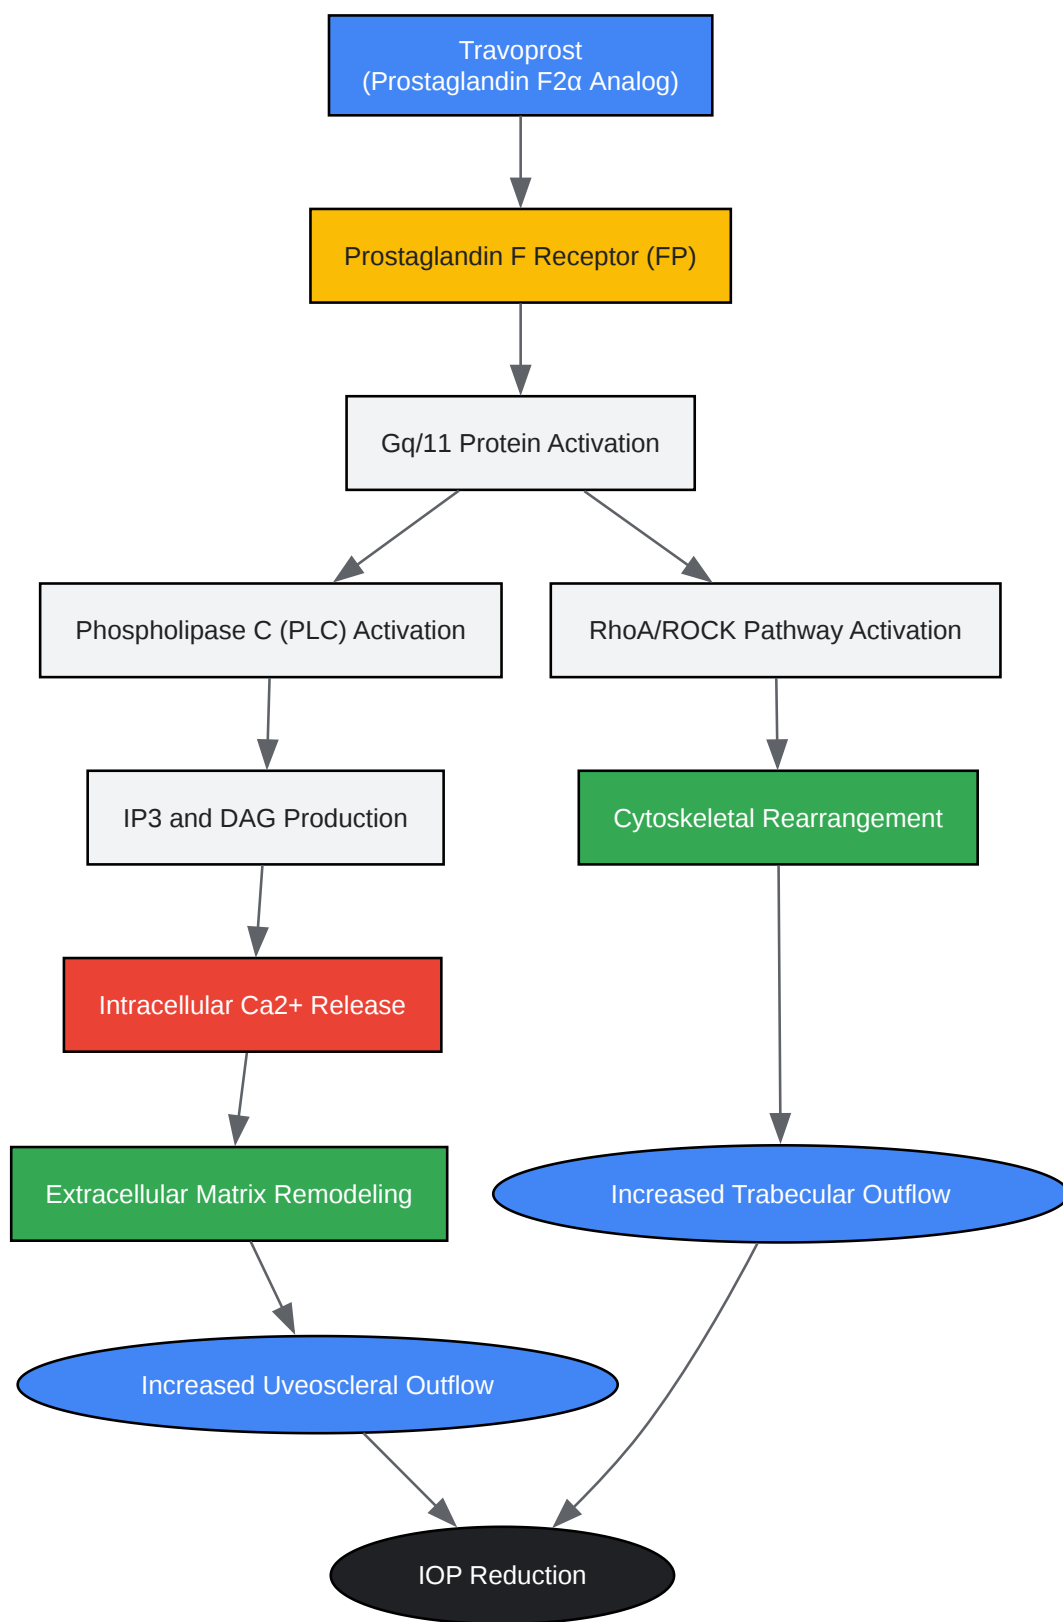 Travoprost
(Prostaglandin F2α Analog)
Prostaglandin F Receptor (FP)
Gq/11 Protein Activation
Phospholipase C (PLC) Activation
RhoA/ROCK Pathway Activation
IP3 and DAG Production
Cytoskeletal Rearrangement
Intracellular Ca2+ Release
Extracellular Matrix Remodeling
Increased Trabecular Outflow
Increased Uveoscleral Outflow
IOP Reduction